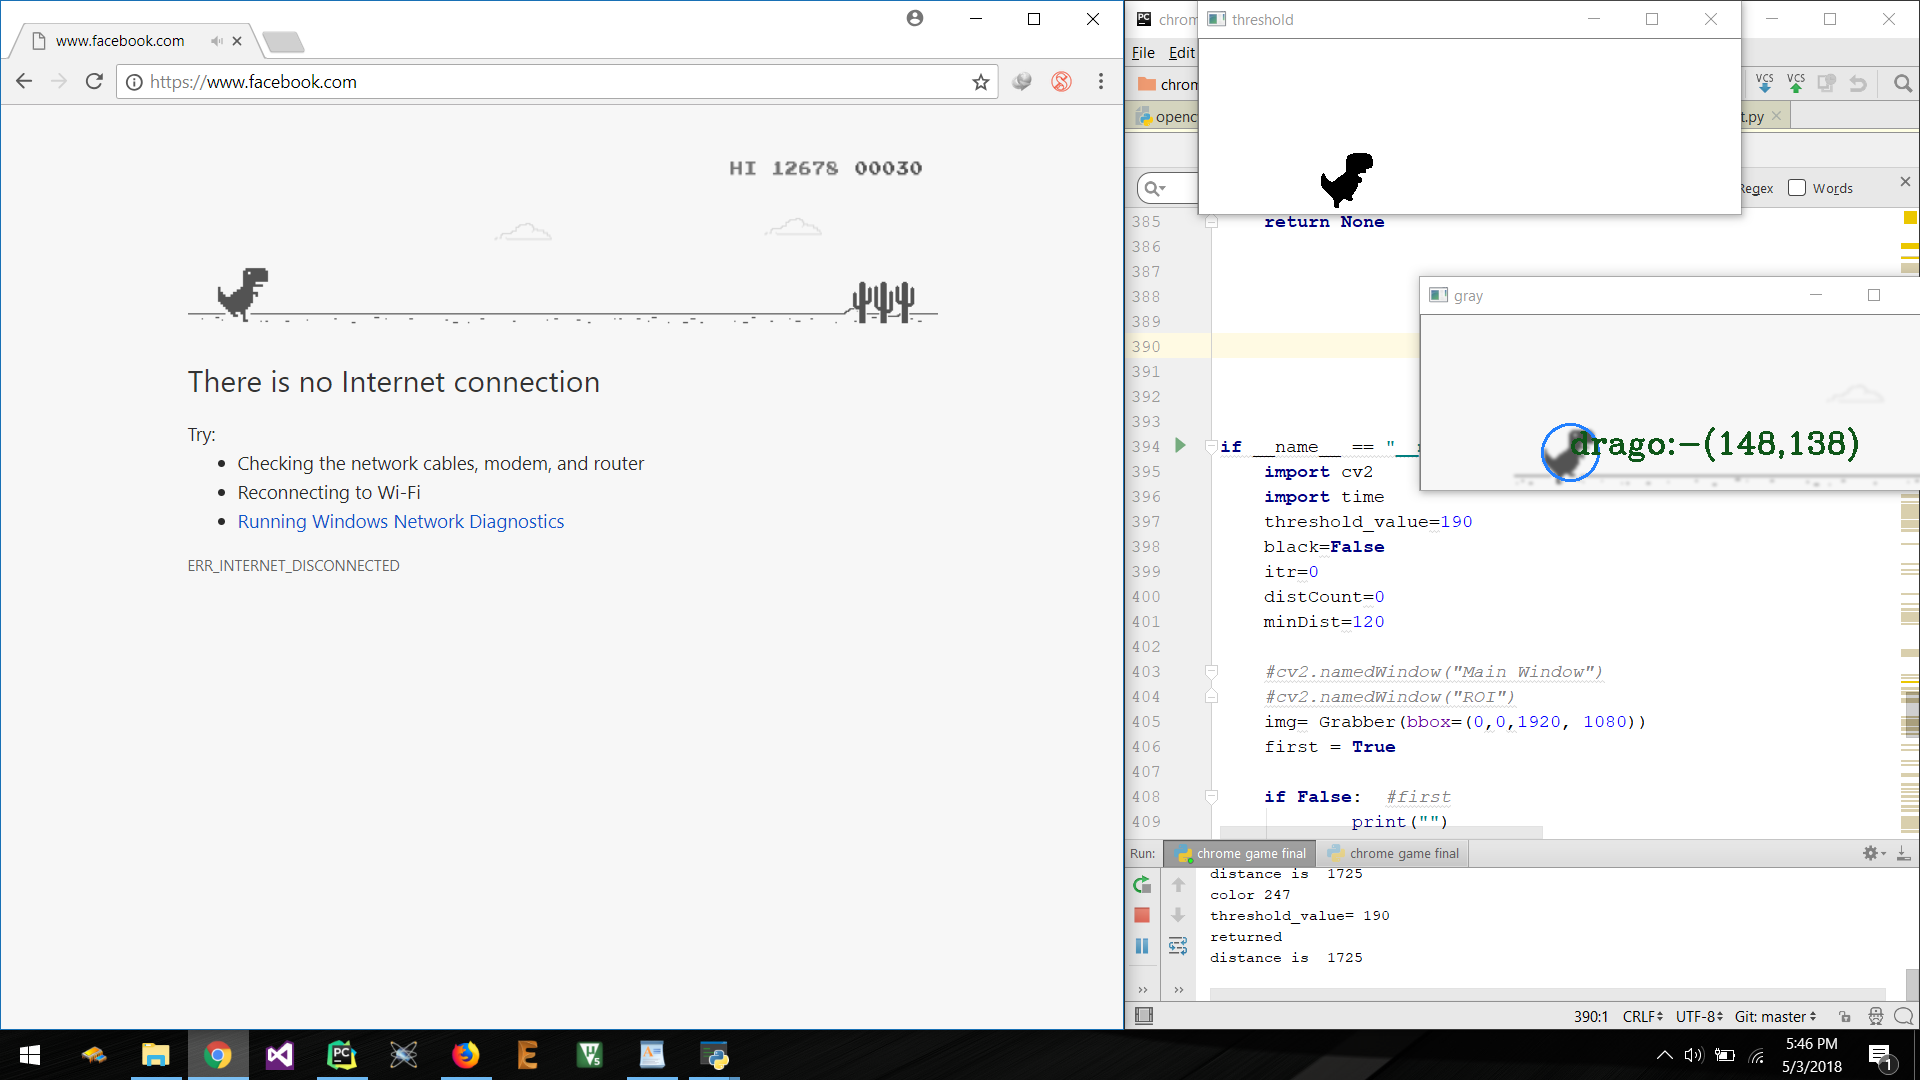 www.facebook.com
https://www.facebook.com
HI 12678 00030
There is no Internet connection
Try:
Checking the network cables, modem, and router
Reconnecting to Wi-Fi
Running Windows Network Diagnostics
ERR_INTERNET_DISCONNECTED
chrom
threshold
File Edit
chrom
VCS VCS
openc
t.py
Regex
Words
385 return None
386
387
388
389
390
391
392
393
gray
drago:-(148,138)
394 if __name__ == "__
395 import cv2
396 import time
397 threshold_value=190
398 black=False
399 itr=0
400 distCount=0
401 minDist=120
402
403 #cv2.namedWindow("Main Window")
404 #cv2.namedWindow("ROI")
405 img= Grabber(bbox=(0,0,1920, 1080))
406 first = True
407
408 if False: #first
409 print("")
Run: chrome game final chrome game final
distance is 1725
color 247
threshold_value= 190
returned
distance is 1725
390:1 CRLF UTF-8 Git: master
PC
5:46 PM
5/3/2018
1